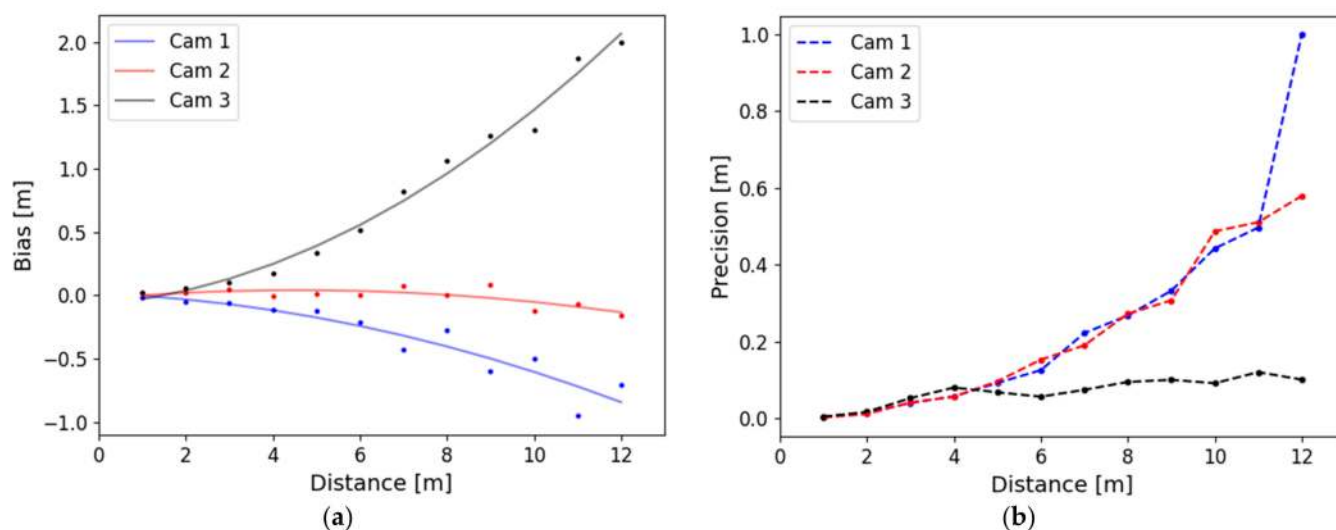 2.0
1.5
1.0
0.5
0.0
−0.5
−1.0
Bias [m]
Cam 1
Cam 2
Cam 3
0 2 4 6 8 10 12
Distance [m]
(a)
1.0
0.8
0.6
0.4
0.2
0.0
Precision [m]
Cam 1
Cam 2
Cam 3
0 2 4 6 8 10 12
Distance [m]
(b)